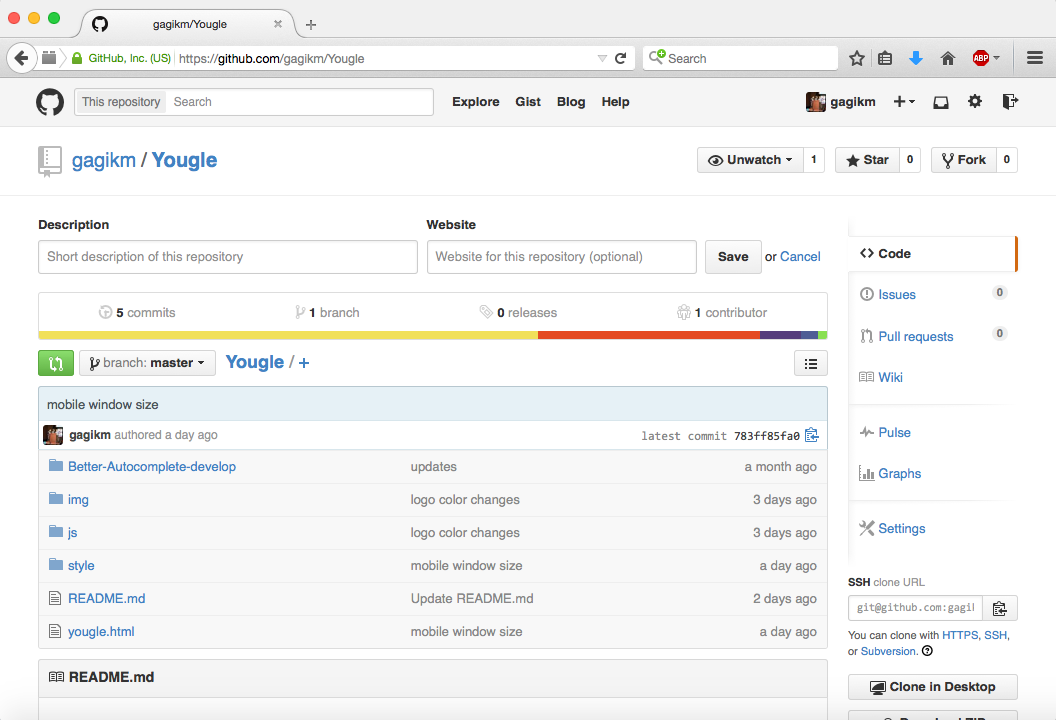 gagikm/Yougle
GitHub, Inc. (US) https://github.com/gagikm/Yougle Search ABP
This repository Search Explore Gist Blog Help gagikm
gagikm / Yougle Unwatch 1 Star 0 Fork 0
Description Website
Short description of this repository Website for this repository (optional) Save or Cancel
5 commits 1 branch 0 releases 1 contributor
branch: master Yougle / +
mobile window size
gagikm authored a day ago latest commit 783ff85fa0
Better-Autocomplete-develop updates a month ago
img logo color changes 3 days ago
js logo color changes 3 days ago
style mobile window size a day ago
README.md Update README.md 2 days ago
yougle.html mobile window size a day ago
README.md
Code
Issues 0
Pull requests 0
Wiki
Pulse
Graphs
Settings
SSH clone URL
git@github.com:gagil
You can clone with HTTPS, SSH,
or Subversion.
Clone in Desktop